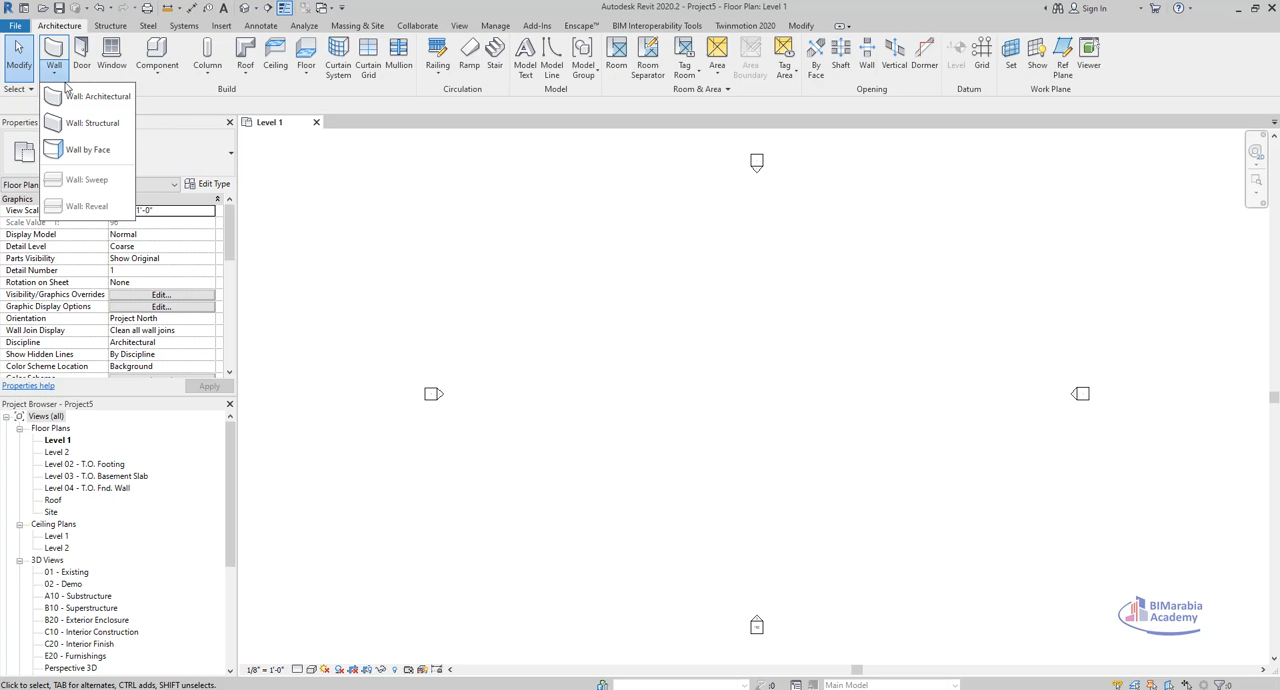 Autodesk Revit 2020.2 - Project5 - Floor Plan: Level 1
Sign In
File Architecture Structure Steel Systems Insert Annotate Analyze Massing & Site Collaborate View Manage Add-Ins Enscape™ BIM Interoperability Tools Twinmotion 2020 Modify
Modify Wall Door Window Component Column Roof Ceiling Floor Curtain System Curtain Grid Mullion Railing Ramp Stair Model Text Model Line Model Group Room Room Separator Tag Room Area Area Boundary Tag Area By Face Shaft Wall Vertical Dormer Level Grid Set Show Ref Plane Viewer
Select Build Circulation Model Room & Area Opening Datum Work Plane
Wall: Architectural
Wall: Structural
Wall by Face
Wall: Sweep
Wall: Reveal
Properties
Level 1
Floor Plan
Edit Type
Graphics
View Scale 1'-0"
Scale Value 1: 96
Display Model Normal
Detail Level Coarse
Parts Visibility Show Original
Detail Number 1
Rotation on Sheet None
Visibility/Graphics Overrides Edit...
Graphic Display Options Edit...
Orientation Project North
Wall Join Display Clean all wall joins
Discipline Architectural
Show Hidden Lines By Discipline
Color Scheme Location Background
Properties help Apply
Project Browser - Project5
Views (all)
Floor Plans
Level 1
Level 2
Level 02 - T.O. Footing
Level 03 - T.O. Basement Slab
Level 04 - T.O. Fnd. Wall
Roof
Site
Ceiling Plans
Level 1
Level 2
3D Views
01 - Existing
02 - Demo
A10 - Substructure
B10 - Superstructure
B20 - Exterior Enclosure
C10 - Interior Construction
C20 - Interior Finish
E20 - Furnishings
Perspective 3D
BIMarabia
Academy
1/8" = 1'-0"
Click to select, TAB for alternates, CTRL adds, SHIFT unselects.
:0
Main Model
:0